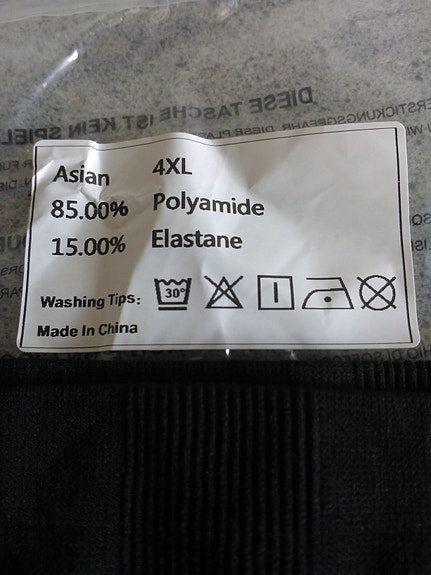 DIESE TASCHE IST KEIN SPIEL
Asian 4XL
85.00% Polyamide
15.00% Elastane
30°
Washing Tips:
Made In China